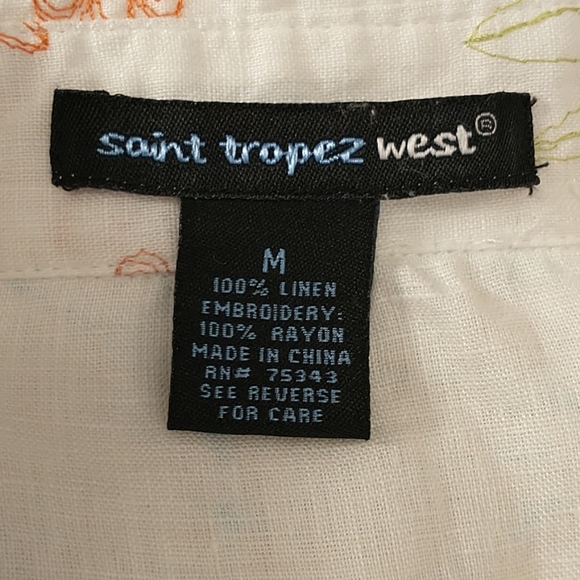 saint tropez west®
M
100% LINEN
EMBROIDERY:
100% RAYON
MADE IN CHINA
RN# 75343
SEE REVERSE
FOR CARE